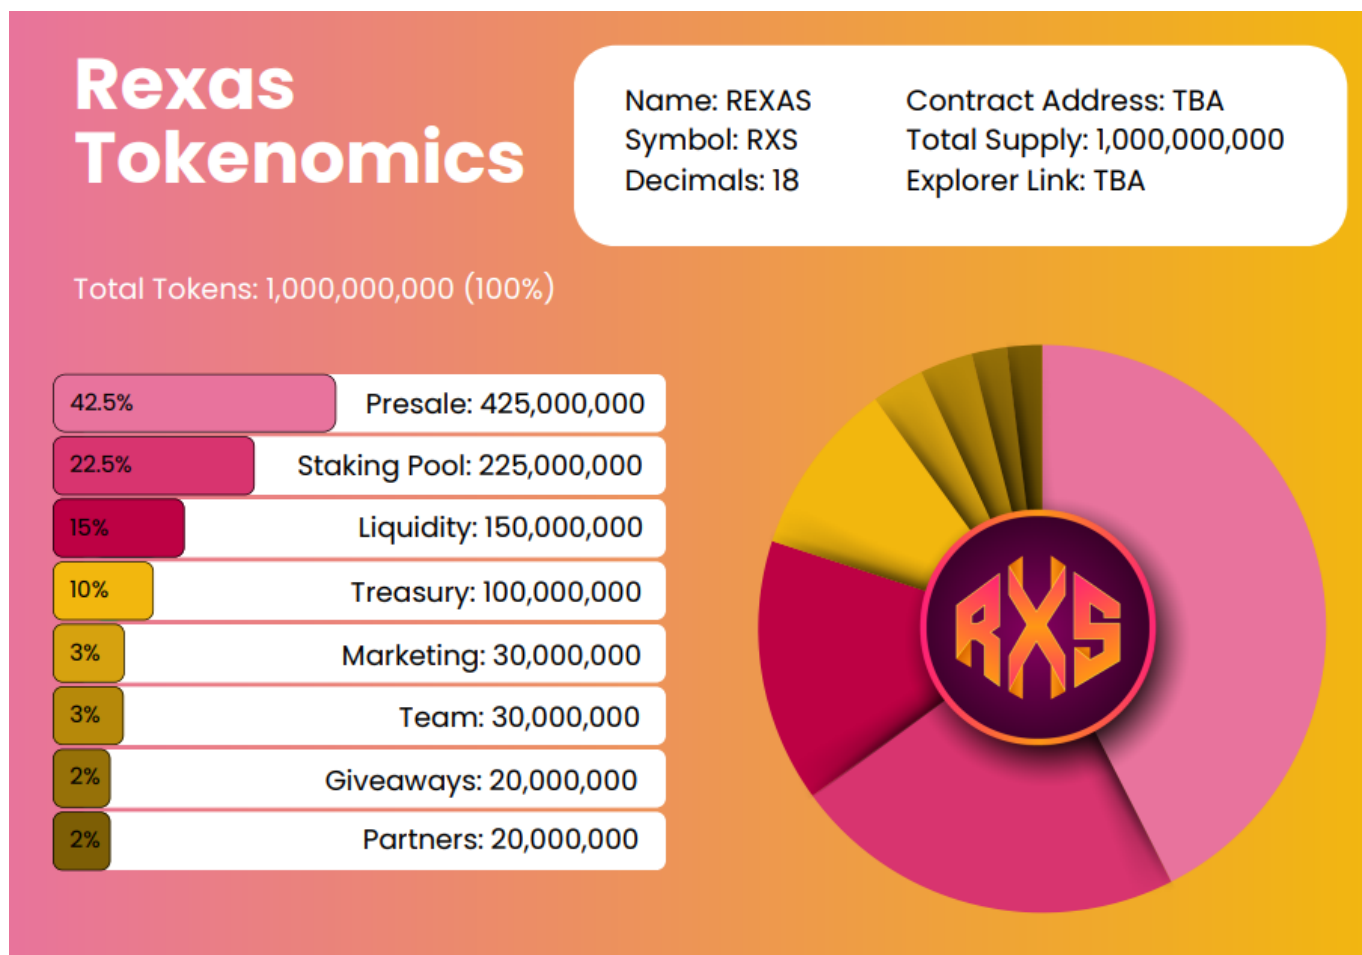 Rexas
Tokenomics
Name: REXAS
Symbol: RXS
Decimals: 18
Contract Address: TBA
Total Supply: 1,000,000,000
Explorer Link: TBA
Total Tokens: 1,000,000,000 (100%)
42.5% Presale: 425,000,000
22.5% Staking Pool: 225,000,000
15% Liquidity: 150,000,000
10% Treasury: 100,000,000
3% Marketing: 30,000,000
3% Team: 30,000,000
2% Giveaways: 20,000,000
2% Partners: 20,000,000
RXS